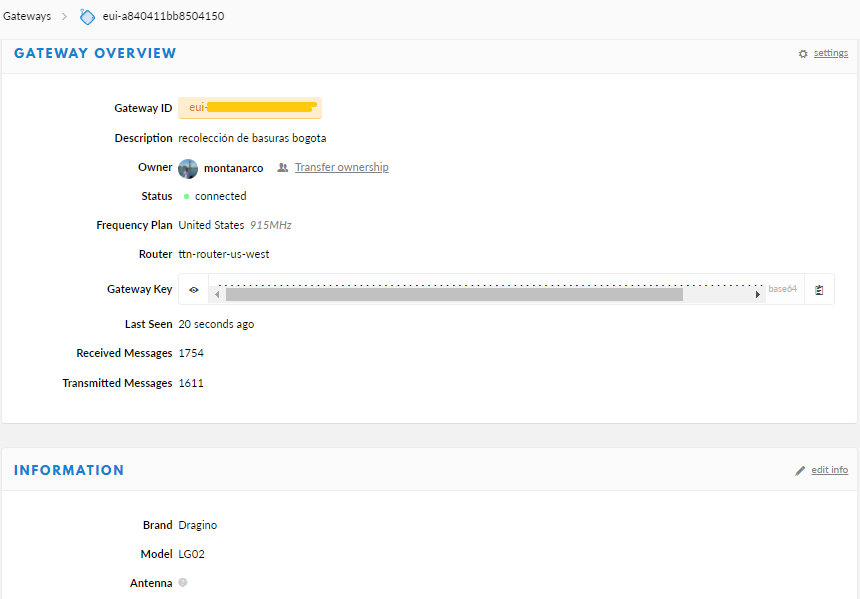 Gateways > eui-a840411bb8504150
GATEWAY OVERVIEW
settings
Gateway ID eui-
Description recolección de basuras bogota
Owner montanarco Transfer ownership
Status connected
Frequency Plan United States 915MHz
Router ttn-router-us-west
Gateway Key base64
Last Seen 20 seconds ago
Received Messages 1754
Transmitted Messages 1611
INFORMATION
edit info
Brand Dragino
Model LG02
Antenna ?